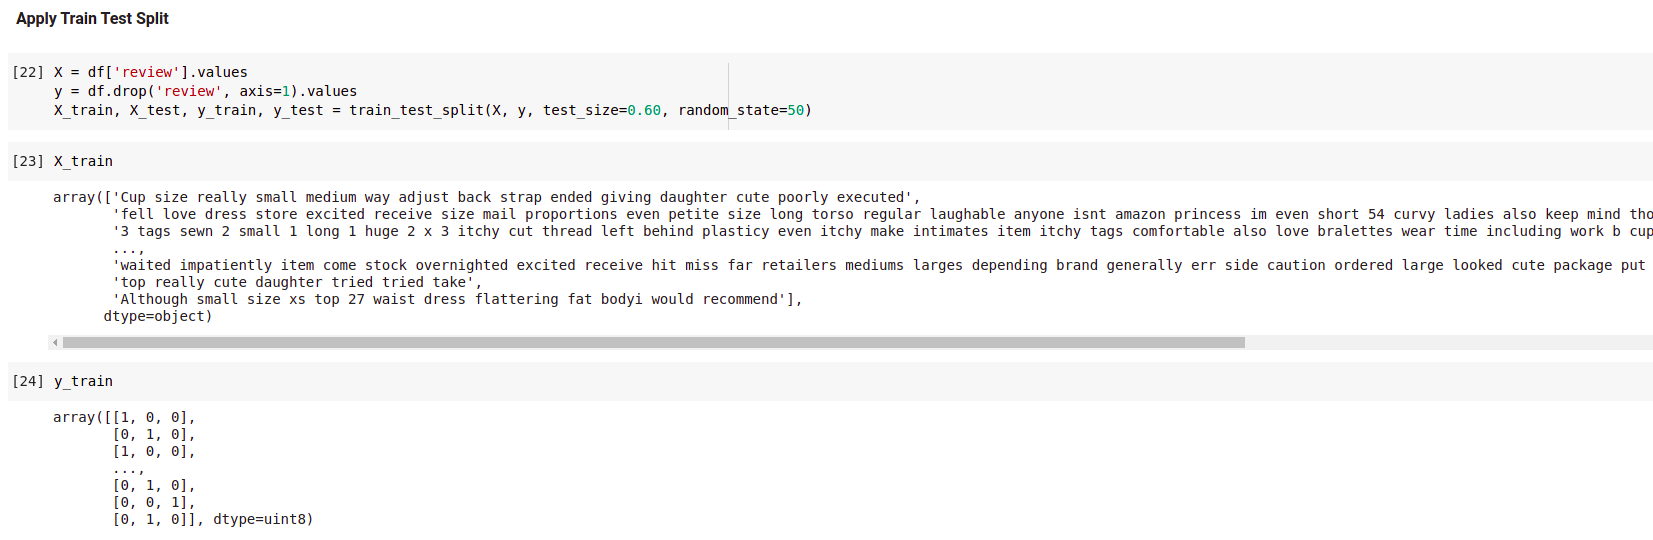 Apply Train Test Split
[22] X = df['review'].values
y = df.drop('review', axis=1).values
X_train, X_test, y_train, y_test = train_test_split(X, y, test_size=0.60, random_state=50)
[23] X_train
array(['Cup size really small medium way adjust back strap ended giving daughter cute poorly executed',
'fell love dress store excited receive size mail proportions even petite size long torso regular laughable anyone isnt amazon princess im even short 54 curvy ladies also keep mind tho
'3 tags sewn 2 small 1 long 1 huge 2 x 3 itchy cut thread left behind plasticy even itchy make intimates item itchy tags comfortable also love bralettes wear time including work b cup
...,
'waited impatiently item come stock overnighted excited receive hit miss far retailers mediums larges depending brand generally err side caution ordered large looked cute package put
'top really cute daughter tried tried take',
'Although small size xs top 27 waist dress flattering fat bodyi would recommend'],
dtype=object)
[24] y_train
array([[1, 0, 0],
[0, 1, 0],
[1, 0, 0],
...,
[0, 1, 0],
[0, 0, 1],
[0, 1, 0]], dtype=uint8)